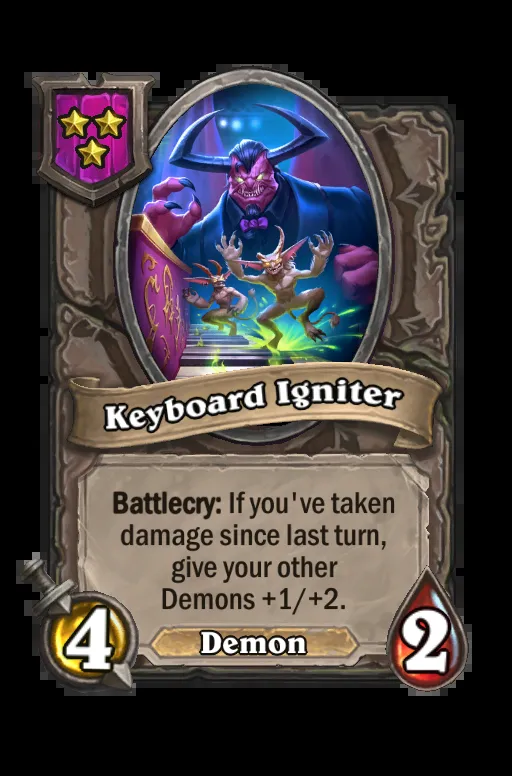 Keyboard Igniter
Battlecry: If you've taken
damage since last turn,
give your other
Demons +1/+2.
4
Demon
2